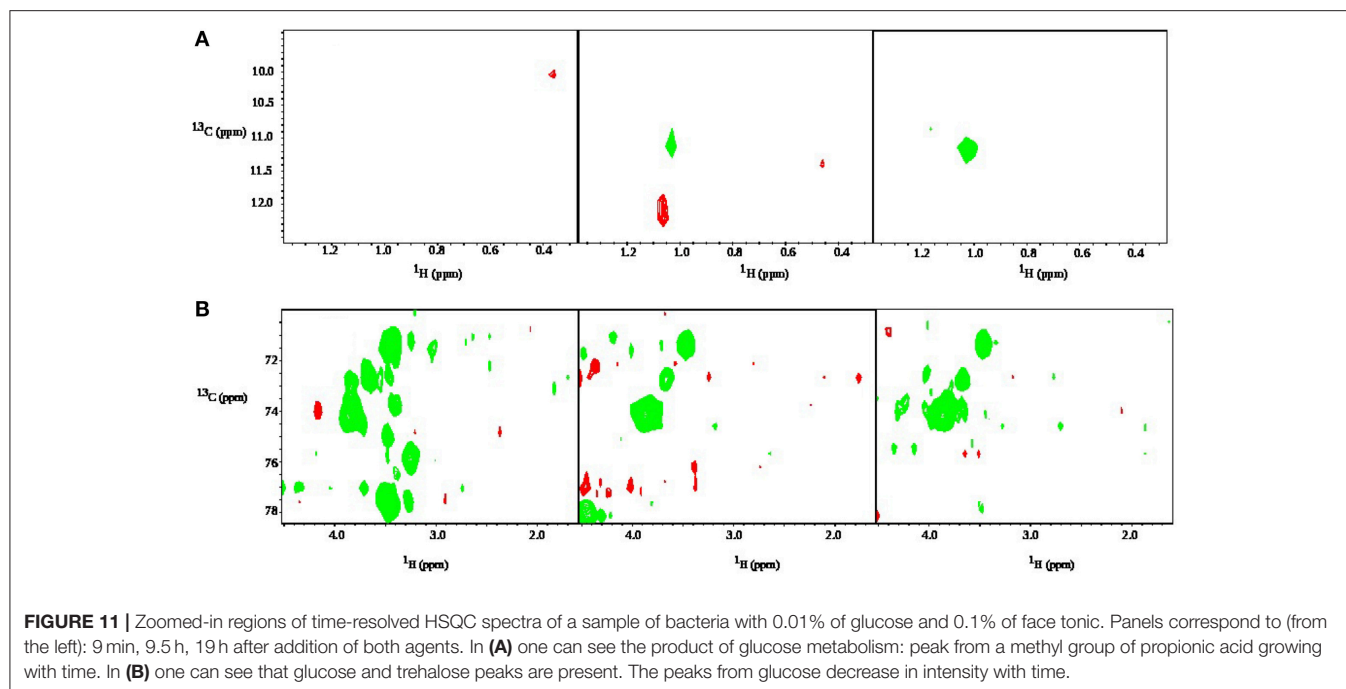 A
10.0
10.5
¹³C (ppm)
11.0
11.5
12.0
1.2 1.0 0.8 0.6 0.4 1.2 1.0 0.8 0.6 0.4 1.2 1.0 0.8 0.6 0.4
¹H (ppm) ¹H (ppm) ¹H (ppm)
B
72
¹³C (ppm)
74
76
78
4.0 3.0 2.0 4.0 3.0 2.0 4.0 3.0 2.0
¹H (ppm) ¹H (ppm) ¹H (ppm)
FIGURE 11 | Zoomed-in regions of time-resolved HSQC spectra of a sample of bacteria with 0.01% of glucose and 0.1% of face tonic. Panels correspond to (from
the left): 9 min, 9.5 h, 19 h after addition of both agents. In (A) one can see the product of glucose metabolism: peak from a methyl group of propionic acid growing
with time. In (B) one can see that glucose and trehalose peaks are present. The peaks from glucose decrease in intensity with time.